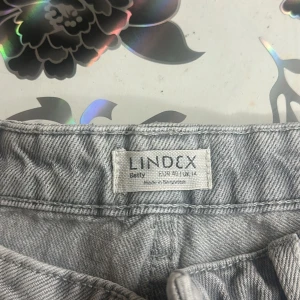 LINDEX
Betty EUR 40 | UK 14
Made in Bangladesh